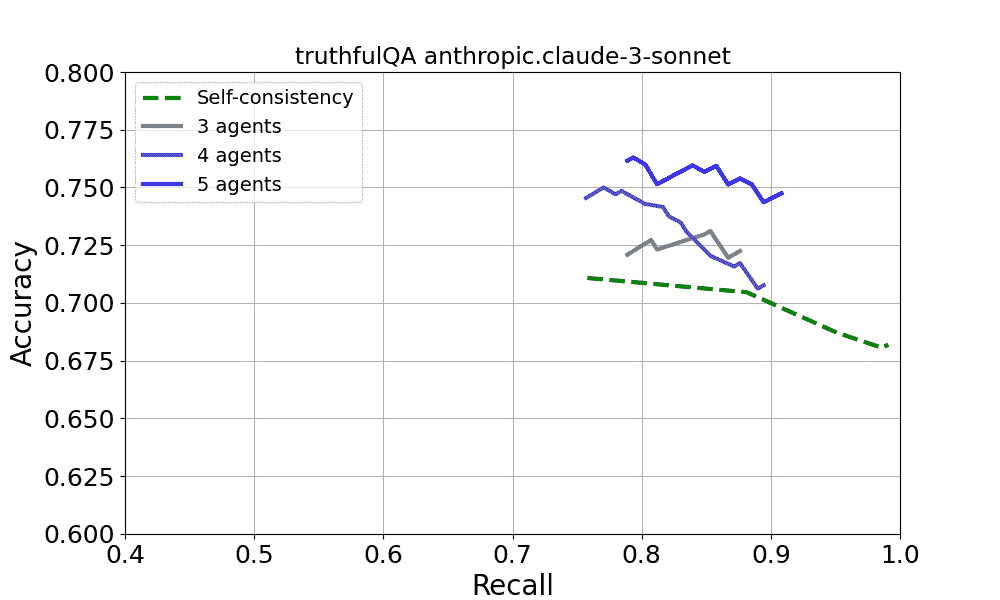 truthfulQA anthropic.claude-3-sonnet
0.800
0.775
0.750
0.725
0.700
0.675
0.650
0.625
0.600
Accuracy
Self-consistency
3 agents
4 agents
5 agents
0.4 0.5 0.6 0.7 0.8 0.9 1.0
Recall